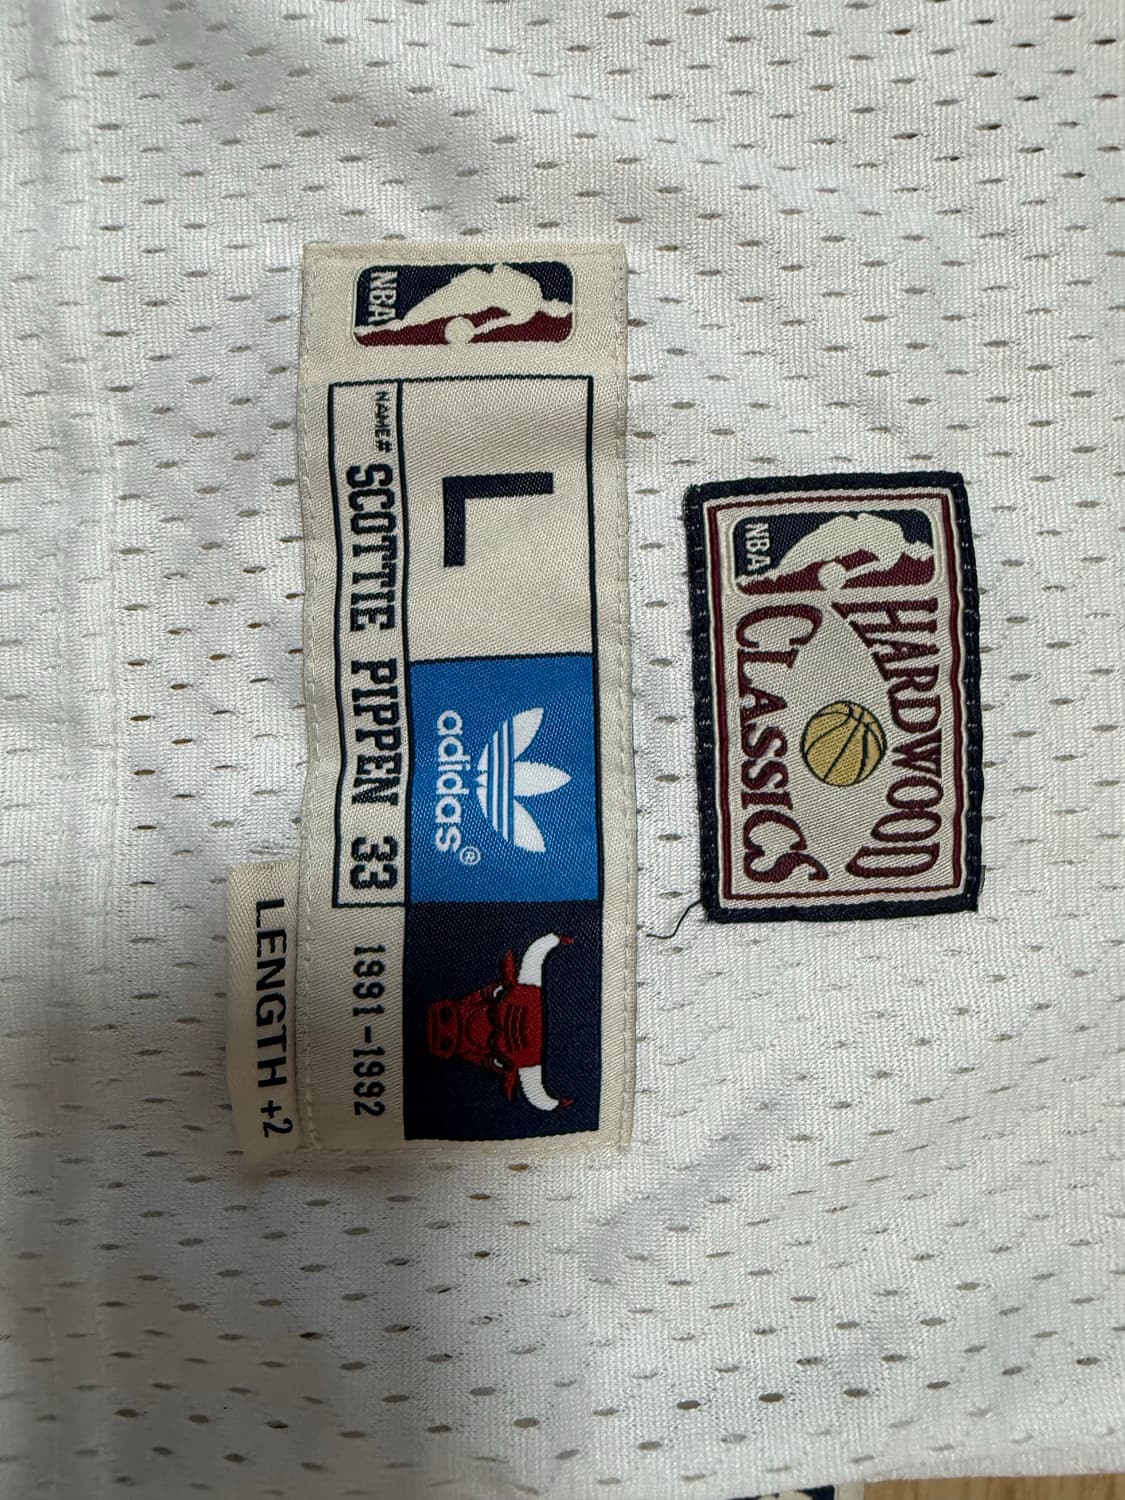 NBA
L
adidas®
NAME# SCOTTIE PIPPEN 33 1991-1992
LENGTH +2
NBA HARDWOOD
CLASSICS